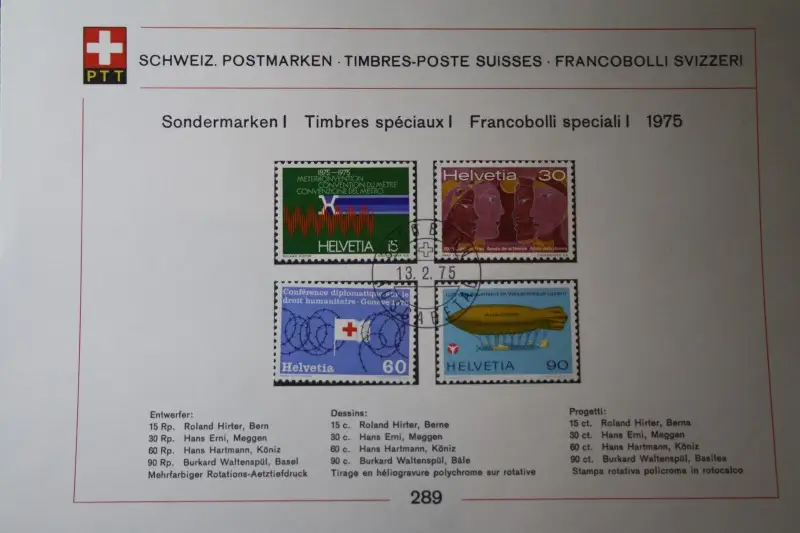 PTT
SCHWEIZ. POSTMARKEN · TIMBRES-POSTE SUISSES · FRANCOBOLLI SVIZZERI
Sondermarken I Timbres spéciaux I Francobolli speciali I 1975
1875–1975
METERKONVENTION
CONVENTION DU MÈTRE
CONVENZIONE DEL METRO
HELVETIA 15
Helvetia 30
13.2.75
Conférence diplomatique sur le
droit humanitaire · Genève
Helvetia 60
HELVETIA 90
Entwerfer:
15 Rp. Roland Hirter, Bern
30 Rp. Hans Erni, Meggen
60 Rp. Hans Hartmann, Köniz
90 Rp. Burkard Waltenspül, Basel
Mehrfarbiger Rotations-Aetztiefdruck
Dessins:
15 c. Roland Hirter, Berne
30 c. Hans Erni, Meggen
60 c. Hans Hartmann, Köniz
90 c. Burkard Waltenspül, Bâle
Tirage en héliogravure polychrome sur rotative
Progetti:
15 ct. Roland Hirter, Berna
30 ct. Hans Erni, Meggen
60 ct. Hans Hartmann, Köniz
90 ct. Burkard Waltenspül, Basilea
Stampa rotativa policroma in rotocalco
289